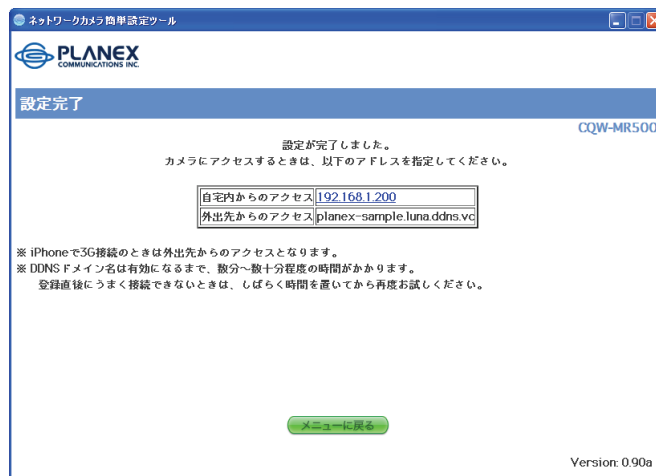 ネットワークカメラ簡単設定ツール
PLANEX
COMMUNICATIONS INC.
設定完了
CQW-MR500
設定が完了しました。
カメラにアクセスするときは、以下のアドレスを指定してください。
自宅内からのアクセス 192.168.1.200
外出先からのアクセス planex-sample.luna.ddns.vc
※ iPhoneで3G接続のときは外出先からのアクセスとなります。
※ DDNSドメイン名は有効になるまで、数分～数十分程度の時間がかかります。
登録直後にうまく接続できないときは、しばらく時間を置いてから再度お試しください。
メニューに戻る
Version: 0.90a